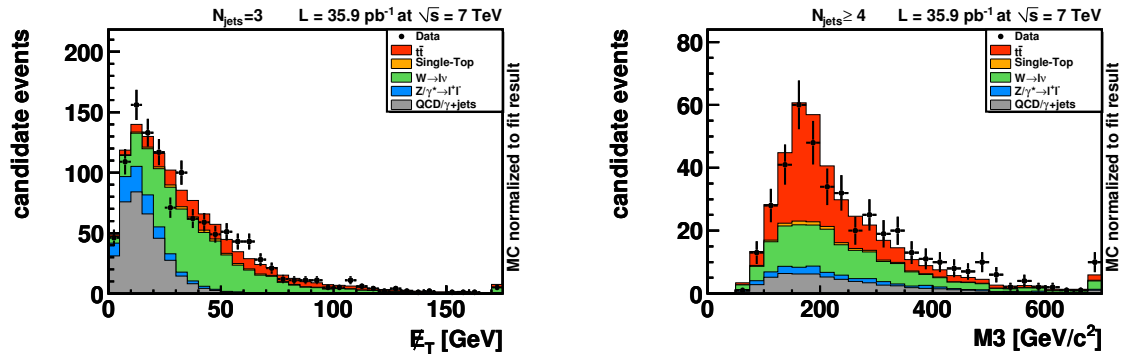 N_jets=3 L = 35.9 pb⁻¹ at √s = 7 TeV
candidate events
200
150
100
50
0
Data
tt̄
Single-Top
W→lν
Z/γ*→l⁺l⁻
QCD/γ+jets
MC normalized to fit result
0 50 100 150
E̸_T [GeV]
N_jets≥ 4 L = 35.9 pb⁻¹ at √s = 7 TeV
candidate events
80
60
40
20
0
Data
tt̄
Single-Top
W→lν
Z/γ*→l⁺l⁻
QCD/γ+jets
MC normalized to fit result
0 200 400 600
M3 [GeV/c²]